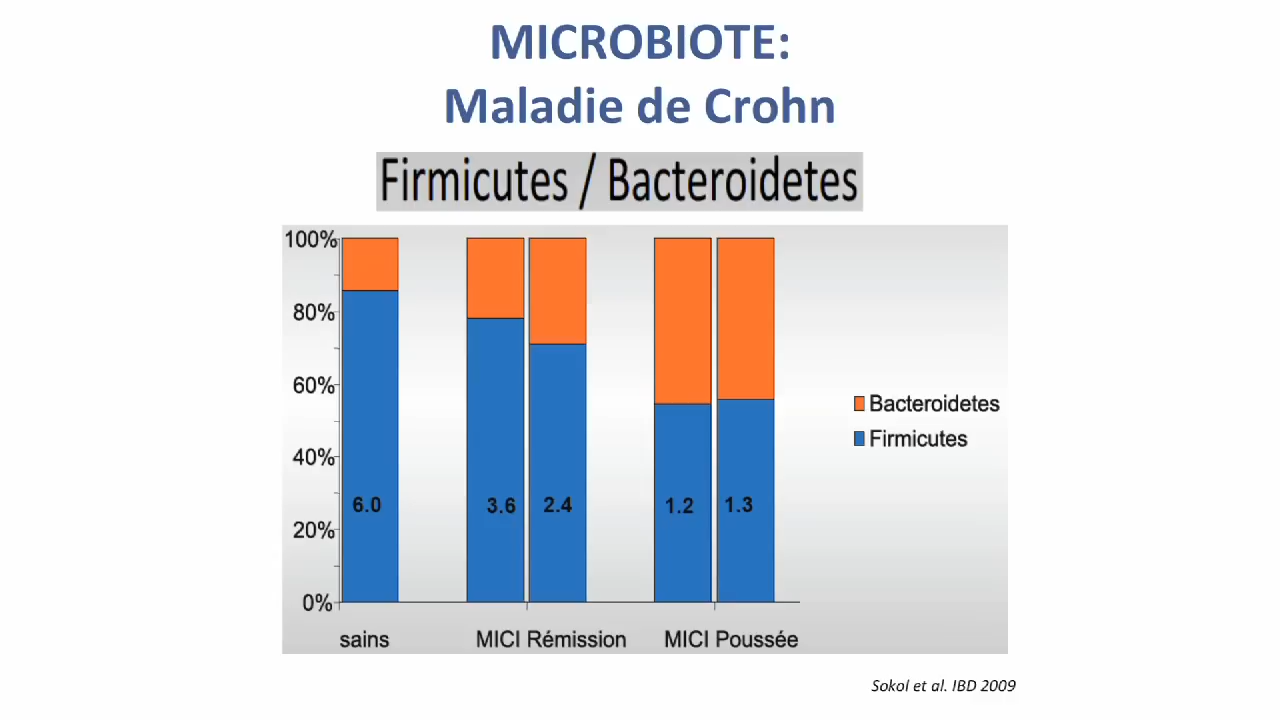 MICROBIOTE:
Maladie de Crohn
Firmicutes / Bacteroidetes
100%
80%
60%
40%
20%
0%
6.0
3.6
2.4
1.2
1.3
sains
MICI Rémission
MICI Poussée
Bacteroidetes
Firmicutes
Sokol et al. IBD 2009